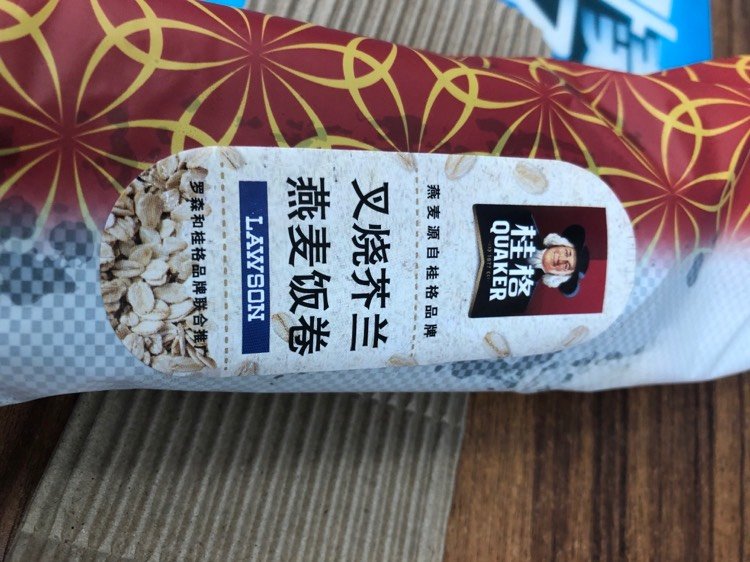 桂格
QUAKER
燕麦源自桂格品牌
叉烧芥兰
燕麦饭卷
LAWSON
罗森和桂格品牌联合推广